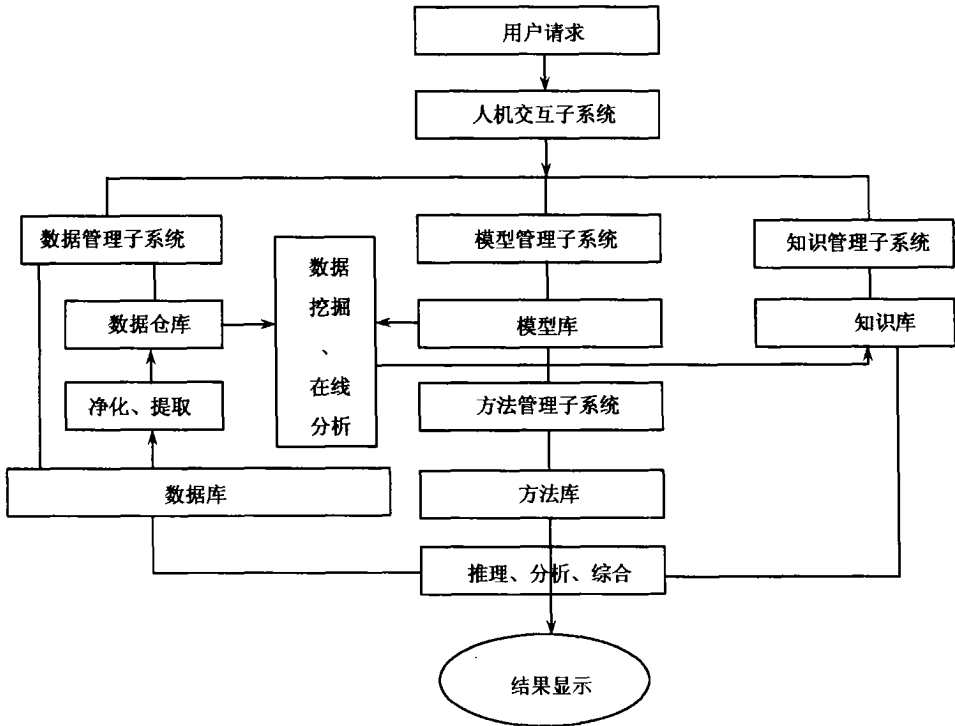 用户请求
人机交互子系统
数据管理子系统
模型管理子系统
知识管理子系统
数据
挖掘
、
在线
分析
数据仓库
模型库
知识库
净化、提取
方法管理子系统
数据库
方法库
推理、分析、综合
结果显示